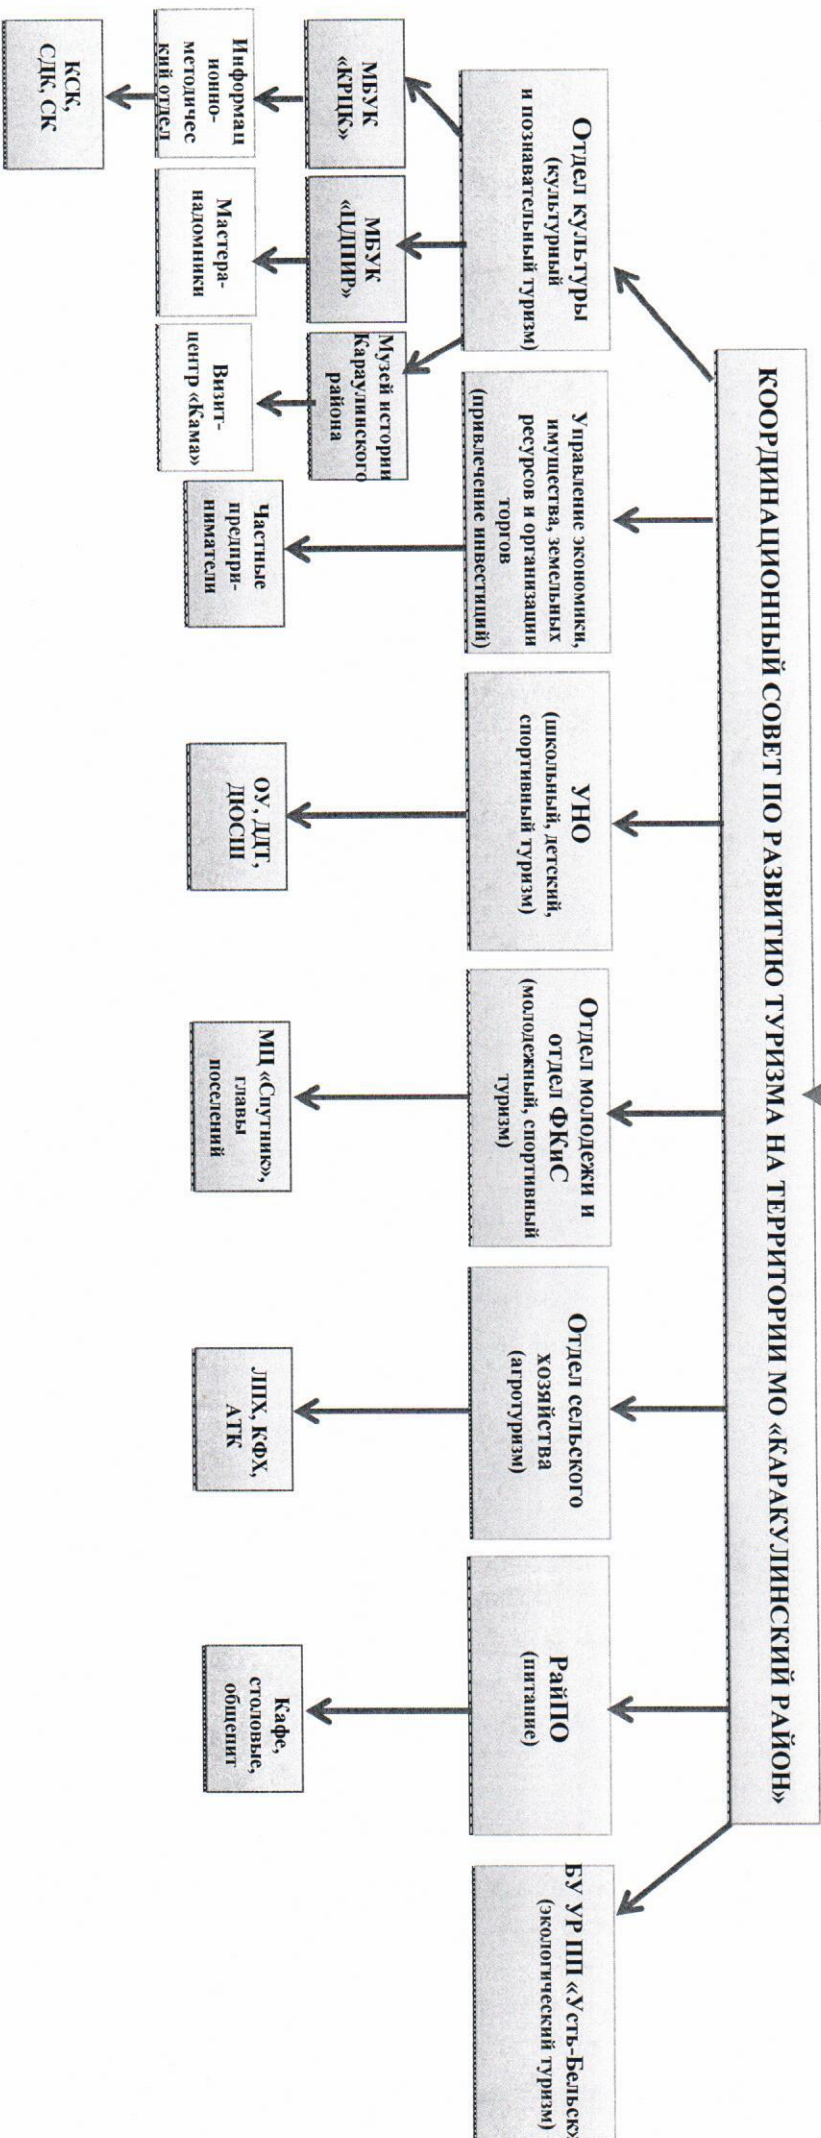 КООРДИНАЦИОННЫЙ СОВЕТ ПО РАЗВИТИЮ ТУРИЗМА НА ТЕРРИТОРИИ МО «КАРАКУЛИНСКИЙ РАЙОН»
Отдел культуры
(культурный
и познавательный туризм)
Управление экономики,
имущества, земельных
ресурсов и организации
торгов
(привлечение инвестиций)
УНО
(школьный, детский,
спортивный туризм)
Отдел молодежи и
отдел ФКиС
(молодежный, спортивный
туризм)
Отдел сельского
хозяйства
(агротуризм)
РайПО
(питание)
БУ УР ПП «Усть-Бельск»
(экологический туризм)
МБУК
«КРЦК»
МБУК
«ЦДПИР»
Музей истории
Караулинского
района
Информац
ионно-
методичес
кий отдел
Мастера-
надомники
Визит-
центр «Кама»
Частные
предпри-
ниматели
ОУ, ДДТ,
ДЮСШ
МЦ «Спутник»,
главы
поселений
ЛПХ, КФХ,
АТК
Кафе,
столовые,
общепит
КСК,
СДК, СК